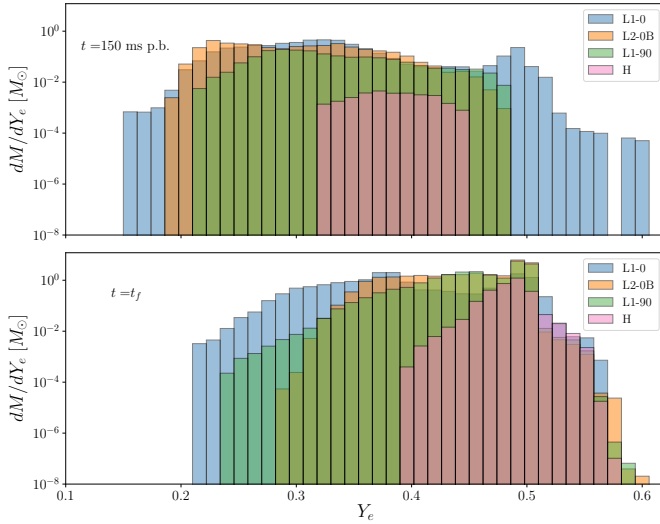 10^0
10^-2
10^-4
10^-6
10^-8
dM/dY_e [M_⊙]
t =150 ms p.b.
L1-0
L2-0B
L1-90
H
10^0
10^-2
10^-4
10^-6
10^-8
dM/dY_e [M_⊙]
t =t_f
L1-0
L2-0B
L1-90
H
0.1 0.2 0.3 0.4 0.5 0.6
Y_e